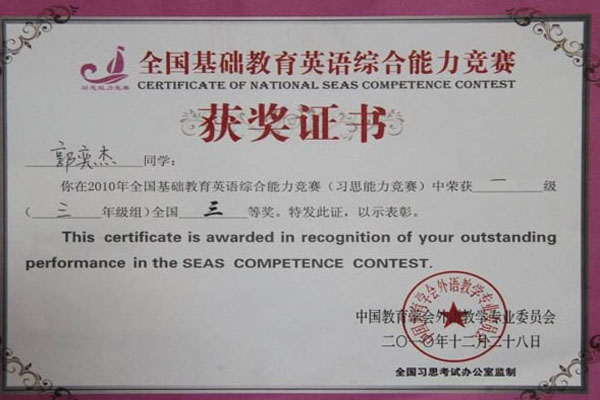 全国基础教育英语综合能力竞赛
CERTIFICATE OF NATIONAL SEAS COMPETENCE CONTEST
习思能力竞赛
获奖证书
郭奕杰 同学：
你在2010年全国基础教育英语综合能力竞赛（习思能力竞赛）中荣获 一 级
（ 三 年级组）全国 三 等奖。特发此证，以示表彰。
This certificate is awarded in recognition of your outstanding
performance in the SEAS COMPETENCE CONTEST.
中国教育学会外语教学专业委员会
二〇一〇年十二月二十八日
全国习思考试办公室监制